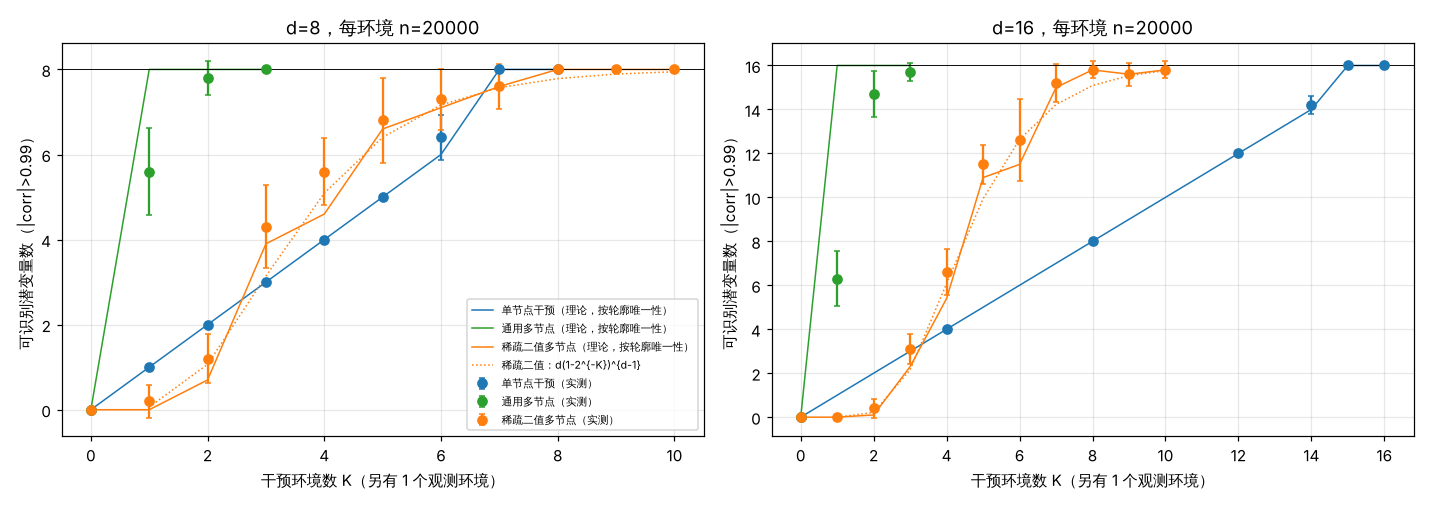 d=8，每环境 n=20000
可识别潜变量数（|corr|>0.99）
8
6
4
2
0
单节点干预（理论，按轮廓唯一性）
通用多节点（理论，按轮廓唯一性）
稀疏二值多节点（理论，按轮廓唯一性）
稀疏二值：d(1-2^{-K})^{d-1}
单节点干预（实测）
通用多节点（实测）
稀疏二值多节点（实测）
0 2 4 6 8 10
干预环境数 K（另有 1 个观测环境）
d=16，每环境 n=20000
可识别潜变量数（|corr|>0.99）
16
14
12
10
8
6
4
2
0
0 2 4 6 8 10 12 14 16
干预环境数 K（另有 1 个观测环境）